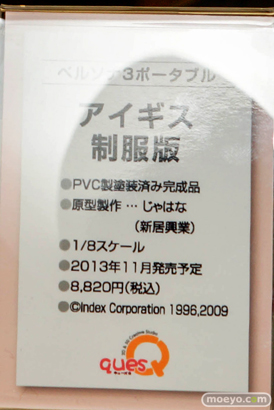 ペルソナ3ポータブル
アイギス
制服版
●PVC製塗装済み完成品
●原型製作 … じゃはな
(新居興業)
●1/8スケール
●2013年11月発売予定
●8,820円(税込)
●©Index Corporation 1996,2009
quesQ
moeyo.com